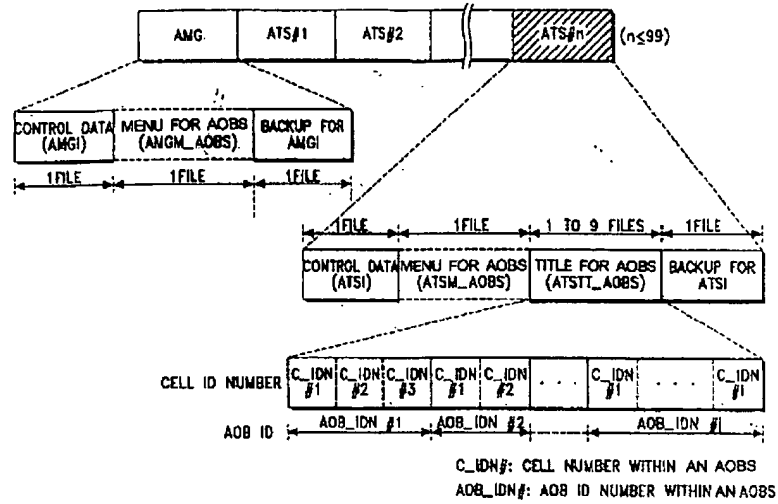 AMG ATS#1 ATS#2 ATS#n (n≤99)
CONTROL DATA (AMGI)
MENU FOR AOBS (AMGM_AOBS)
BACKUP FOR AMGI
1FILE 1FILE 1FILE
1FILE 1FILE 1 TO 9 FILES 1FILE
CONTROL DATA (ATSI)
MENU FOR AOBS (ATSM_AOBS)
TITLE FOR AOBS (ATSTT_AOBS)
BACKUP FOR ATSI
CELL ID NUMBER
C_IDN #1
C_IDN #2
C_IDN #3
C_IDN #1
C_IDN #2
. . .
C_IDN #1
. . . .
C_IDN #i
AOB ID AOB_IDN #1 AOB_IDN #2 AOB_IDN #i
C_IDN#: CELL NUMBER WITHIN AN AOBS
AOB_IDN#: AOB ID NUMBER WITHIN AN AOBS